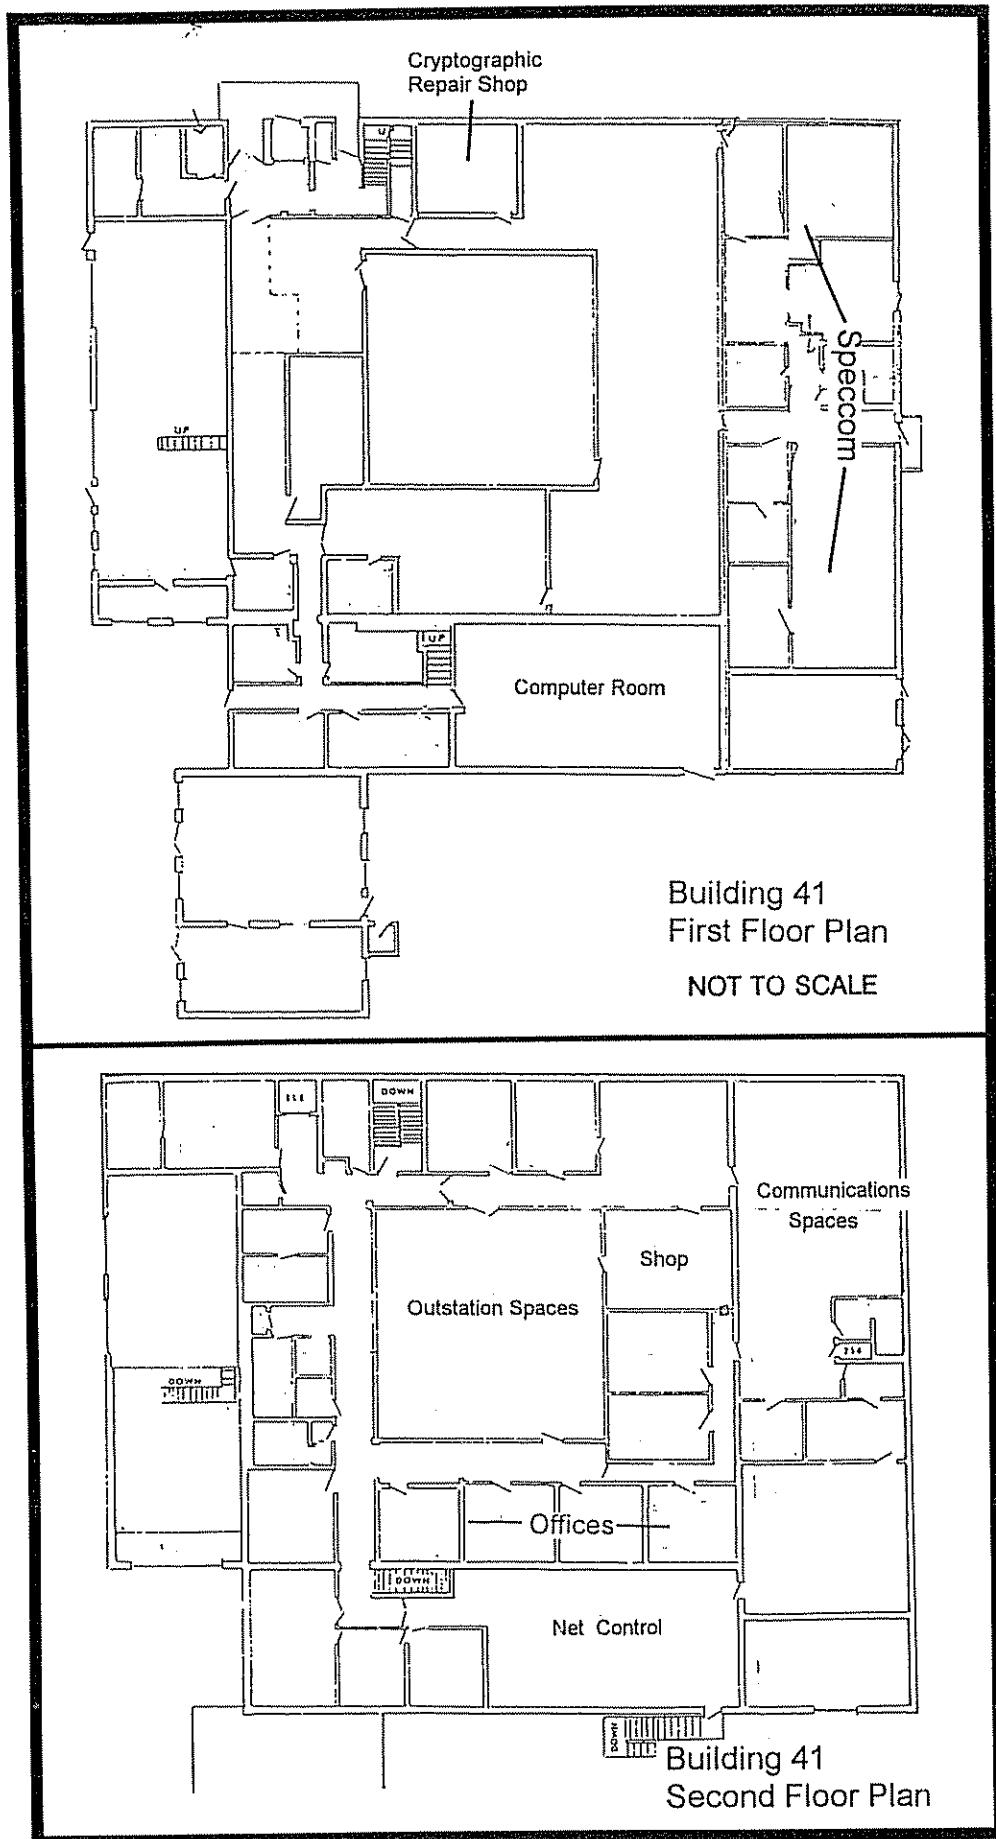 Cryptographic
Repair Shop
UP
Speccom
UP
Computer Room
Building 41
First Floor Plan
NOT TO SCALE
DOWN
Communications
Spaces
Shop
Outstation Spaces
DOWN
Offices
DOWN
Net Control
DOWN
Building 41
Second Floor Plan